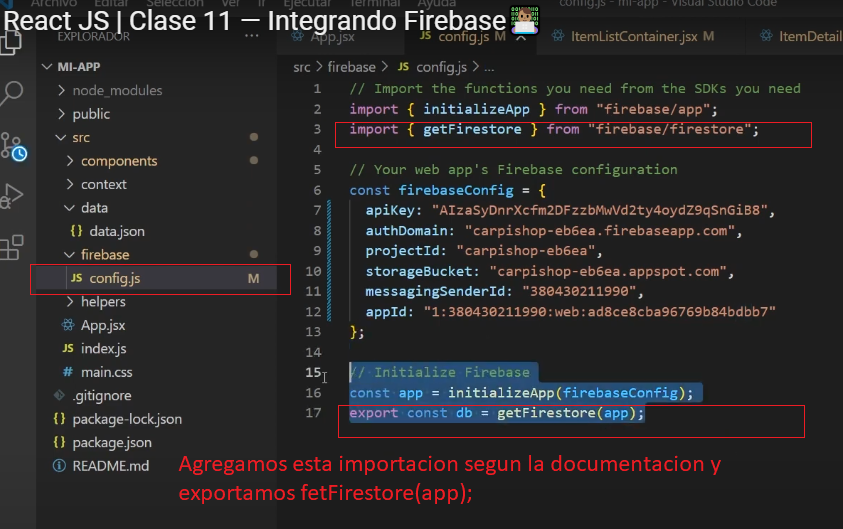 React JS | Clase 11 — Integrando Firebase
Archivo Editar Selección Ver Ir Ejecutar Terminal Ayuda config.js - mi-app - Visual Studio Code
EXPLORADOR ...
App.jsx
JS config.js M
ItemListContainer.jsx M
ItemDetail
MI-APP
node_modules
public
src
components
context
data
{} data.json
firebase
JS config.js M
helpers
App.jsx
JS index.js
# main.css
.gitignore
{} package-lock.json
{} package.json
README.md
src > firebase > JS config.js > ...
1 // Import the functions you need from the SDKs you need
2 import { initializeApp } from "firebase/app";
3 import { getFirestore } from "firebase/firestore";
4
5 // Your web app's Firebase configuration
6 const firebaseConfig = {
7 apiKey: "AIzaSyDnrXcfm2DFzzbMwVd2ty4oydZ9qSnGiB8",
8 authDomain: "carpishop-eb6ea.firebaseapp.com",
9 projectId: "carpishop-eb6ea",
10 storageBucket: "carpishop-eb6ea.appspot.com",
11 messagingSenderId: "380430211990",
12 appId: "1:380430211990:web:ad8ce8cba96769b84bdbb7"
13 };
14
15 // Initialize Firebase
16 const app = initializeApp(firebaseConfig);
17 export const db = getFirestore(app);
Agregamos esta importacion segun la documentacion y
exportamos fetFirestore(app);